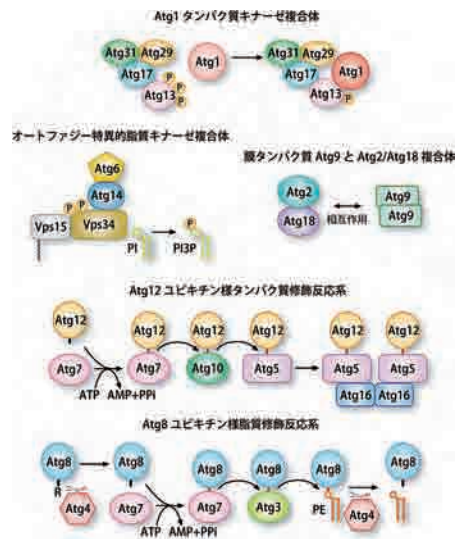 Atg1 タンパク質キナーゼ複合体
Atg31 Atg29 Atg17 Atg13 P P P Atg1
Atg31 Atg29 Atg17 Atg1 Atg13 P
オートファジー特異的脂質キナーゼ複合体
Atg6
Atg14
P P
Vps15 Vps34
PI
P
PI3P
膜タンパク質 Atg9 と Atg2/Atg18 複合体
Atg2
Atg18
相互作用
Atg9
Atg9
Atg12 ユビキチン様タンパク質修飾反応系
Atg12 Atg12 Atg12 Atg12 Atg12 Atg12
Atg7 Atg7 Atg10 Atg5 Atg5 Atg5
Atg16 Atg16
ATP AMP+PPi
Atg8 ユビキチン様脂質修飾反応系
Atg8 Atg8 Atg8 Atg8 Atg8 Atg8
R
Atg4 Atg7 Atg7 Atg3 PE Atg4
ATP AMP+PPi